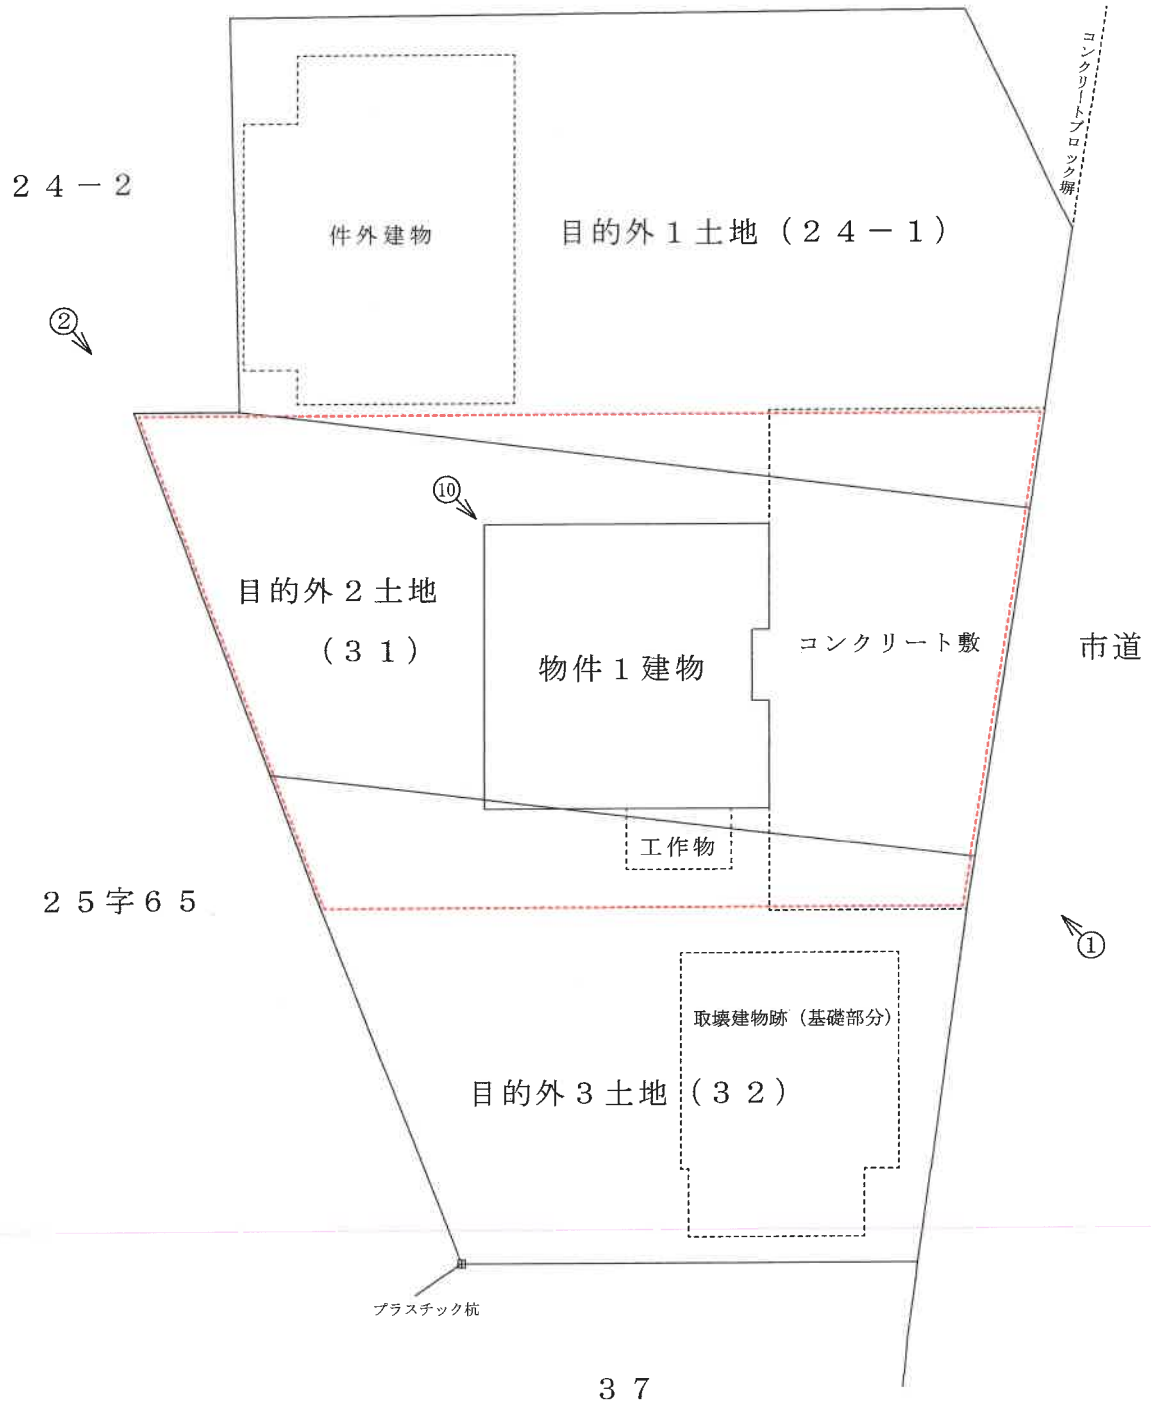 コンクリートブロック塀
２４－２
件外建物
目的外１土地（２４－１）
②
⑩
目的外２土地
（３１）
物件１建物
コンクリート敷
市道
工作物
２５字６５
①
取壊建物跡（基礎部分）
目的外３土地（３２）
プラスチック杭
３７